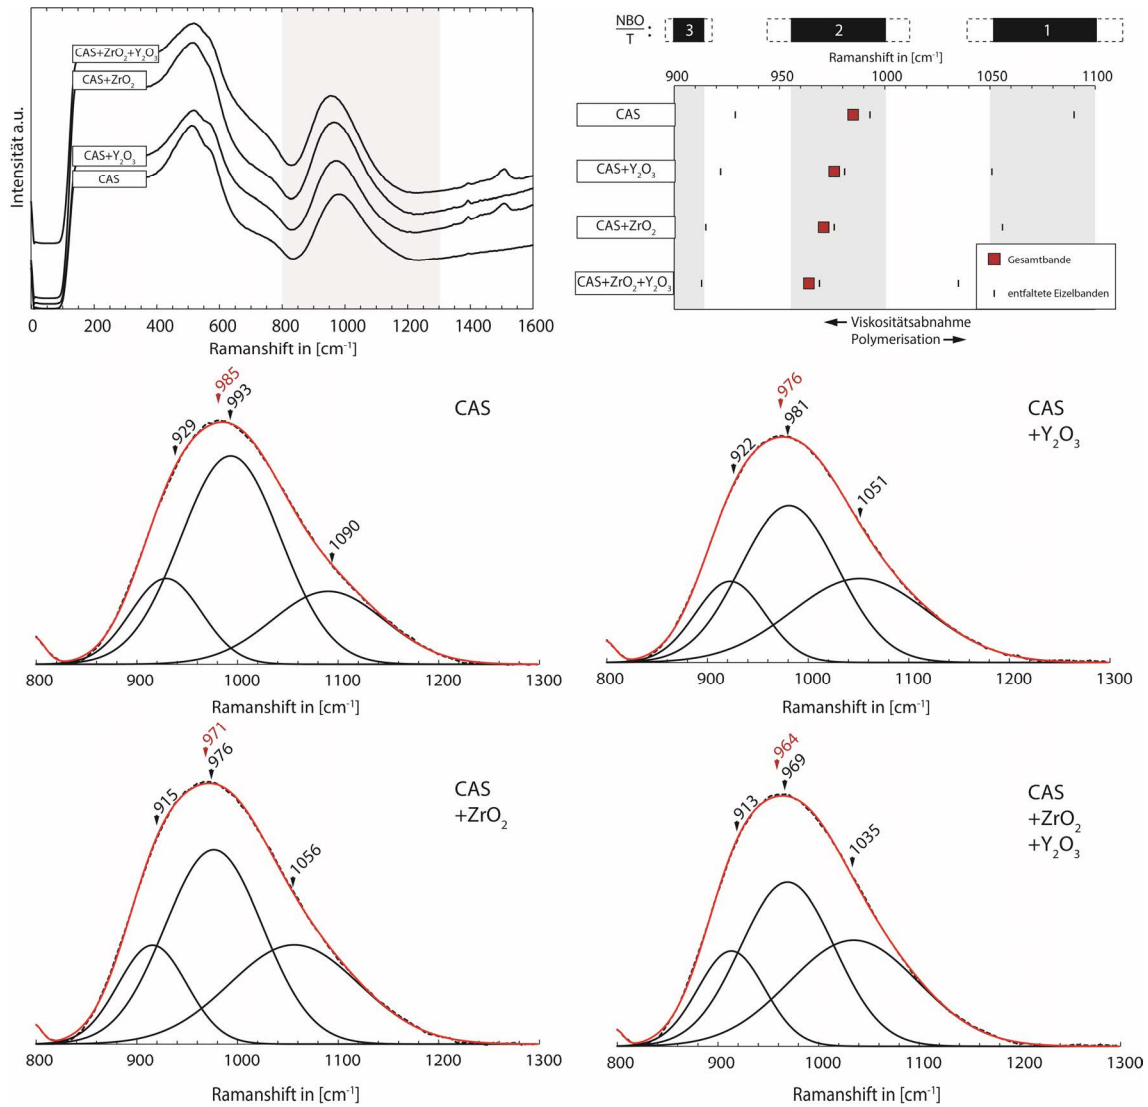 Intensität a.u.
CAS+ZrO2+Y2O3
CAS+ZrO2
CAS+Y2O3
CAS
0 200 400 600 800 1000 1200 1400 1600
Ramanshift in [cm-1]
NBO
T :
3 2 1
Ramanshift in [cm-1]
900 950 1000 1050 1100
CAS
CAS+Y2O3
CAS+ZrO2
CAS+ZrO2+Y2O3
Gesamtbande
entfaltete Eizelbanden
Viskositätsabnahme
Polymerisation
985
993
929
1090
CAS
800 900 1000 1100 1200 1300
Ramanshift in [cm-1]
976
981
922
1051
CAS
+Y2O3
800 900 1000 1100 1200 1300
Ramanshift in [cm-1]
971
976
915
1056
CAS
+ZrO2
800 900 1000 1100 1200 1300
Ramanshift in [cm-1]
964
969
913
1035
CAS
+ZrO2
+Y2O3
800 900 1000 1100 1200 1300
Ramanshift in [cm-1]